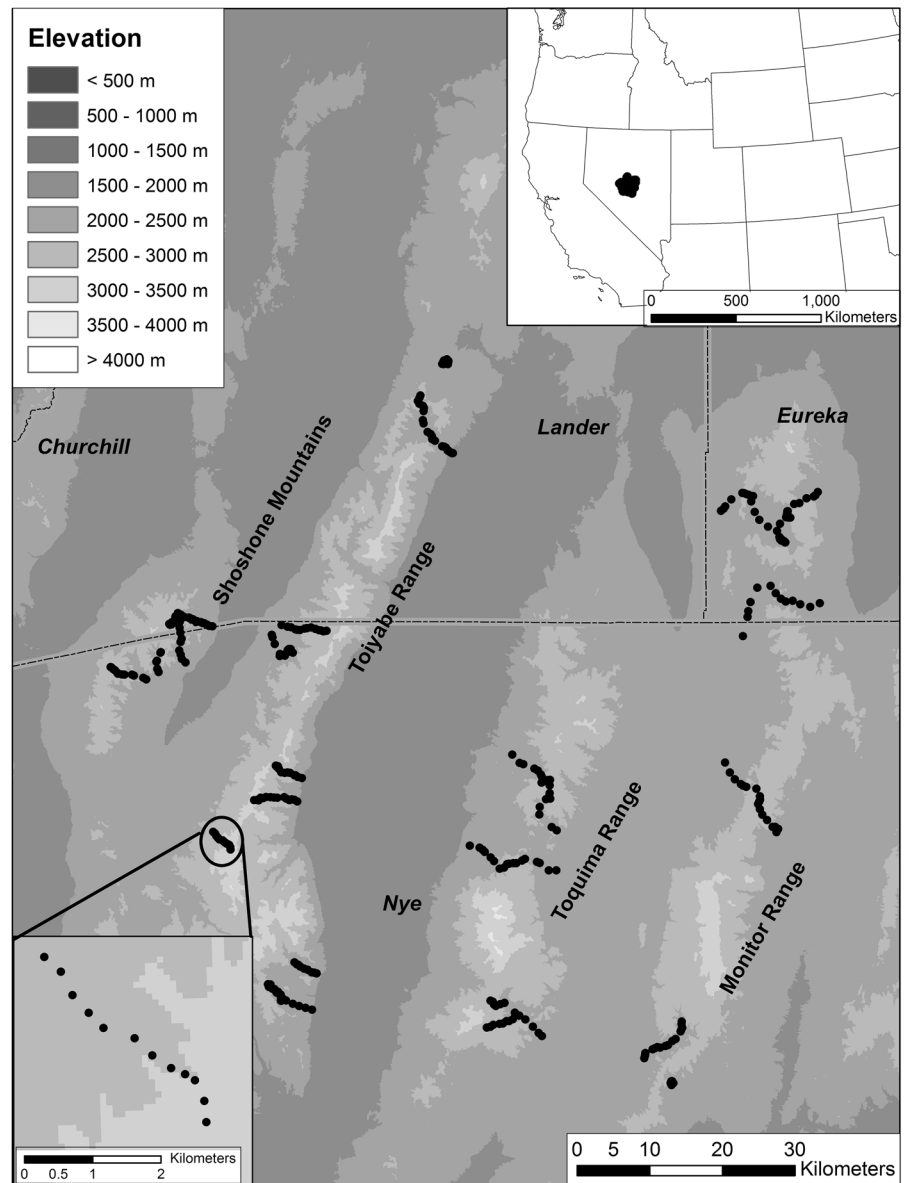 Elevation
< 500 m
500 - 1000 m
1000 - 1500 m
1500 - 2000 m
2000 - 2500 m
2500 - 3000 m
3000 - 3500 m
3500 - 4000 m
> 4000 m
0 500 1,000
Kilometers
Churchill
Lander
Eureka
Shoshone Mountains
Toiyabe Range
Nye
Toquima Range
Monitor Range
Kilometers
0 0.5 1 2
0 5 10 20 30
Kilometers